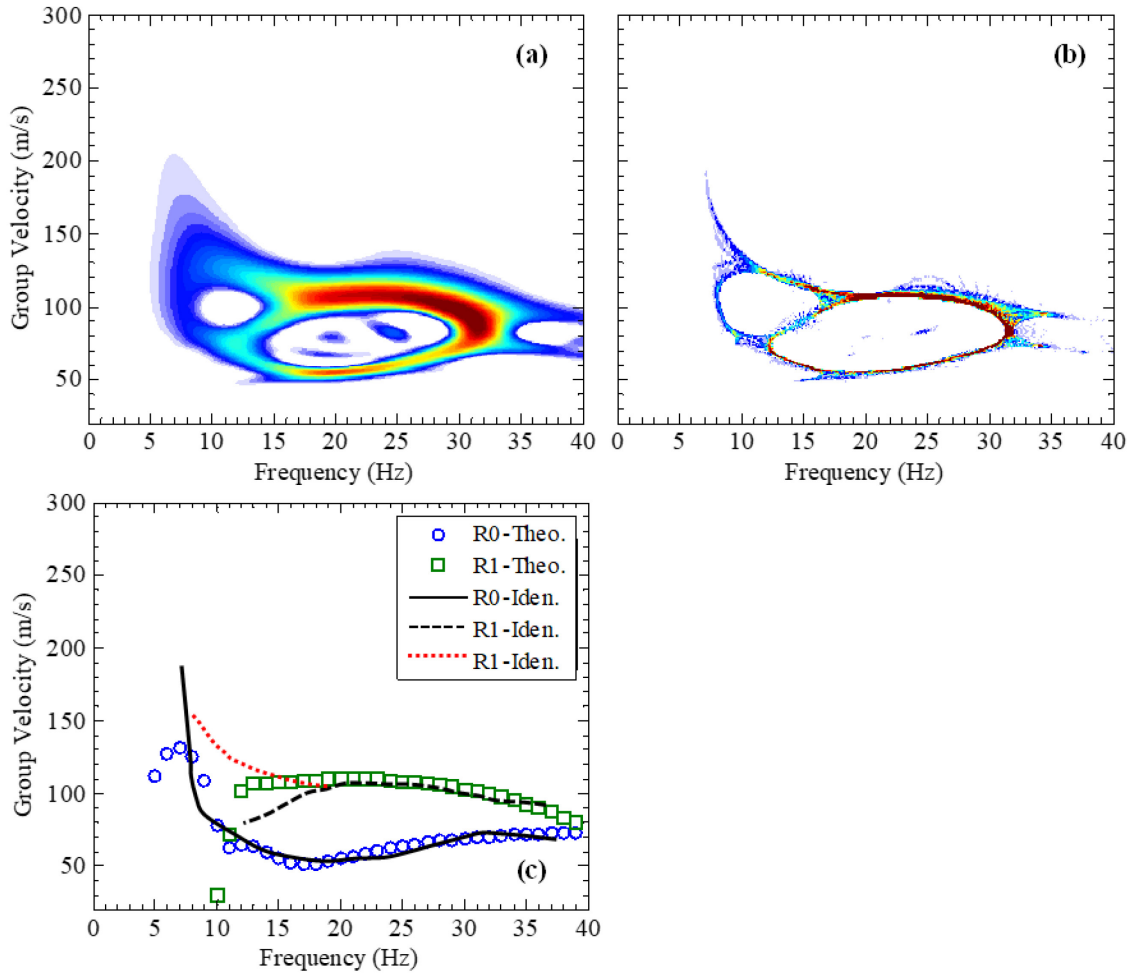 (a)
300
250
200
150
100
50
Group Velocity (m/s)
0 5 10 15 20 25 30 35 40
Frequency (Hz)
(b)
0 5 10 15 20 25 30 35 40
Frequency (Hz)
300
250
200
150
100
50
Group Velocity (m/s)
R0-Theo.
R1-Theo.
R0-Iden.
R1-Iden.
R1-Iden.
(c)
0 5 10 15 20 25 30 35 40
Frequency (Hz)